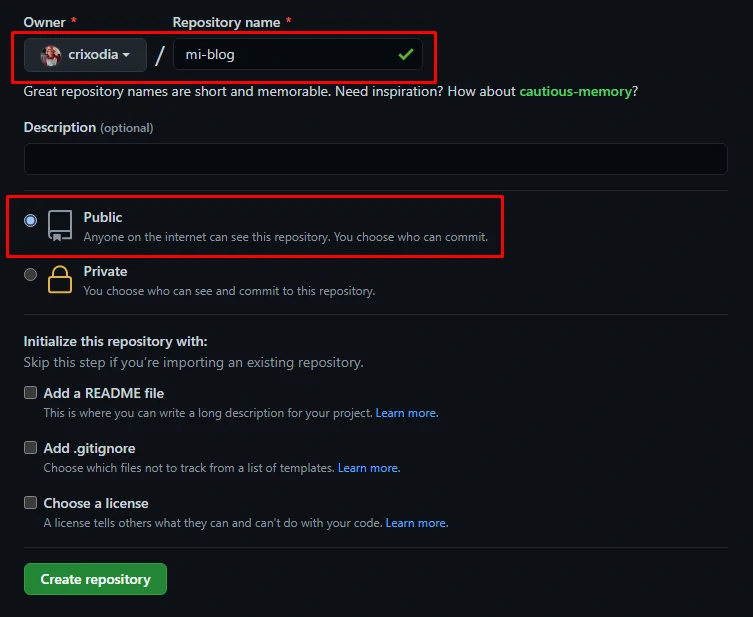 Owner * Repository name *
crixodia / mi-blog
Great repository names are short and memorable. Need inspiration? How about cautious-memory?
Description (optional)
Public
Anyone on the internet can see this repository. You choose who can commit.
Private
You choose who can see and commit to this repository.
Initialize this repository with:
Skip this step if you’re importing an existing repository.
Add a README file
This is where you can write a long description for your project. Learn more.
Add .gitignore
Choose which files not to track from a list of templates. Learn more.
Choose a license
A license tells others what they can and can't do with your code. Learn more.
Create repository